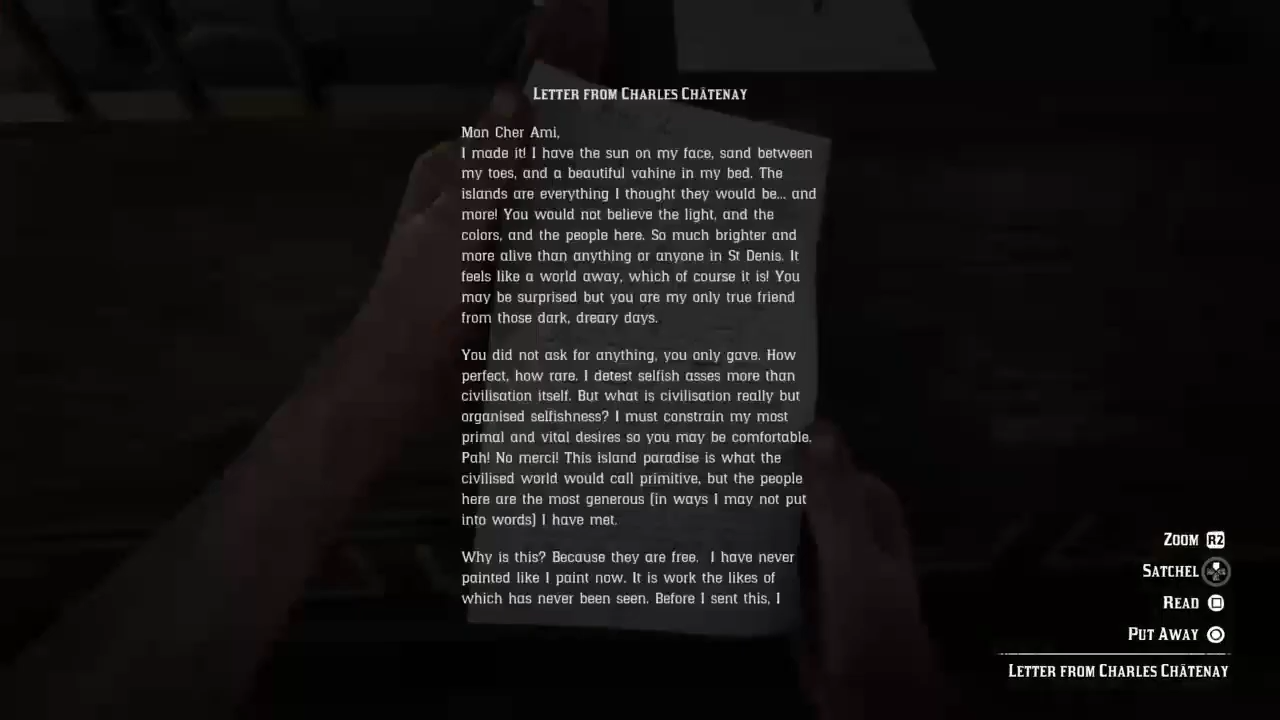 LETTER FROM CHARLES CHÂTENAY
Mon Cher Ami,
I made it! I have the sun on my face, sand between
my toes, and a beautiful vahine in my bed. The
islands are everything I thought they would be... and
more! You would not believe the light, and the
colors, and the people here. So much brighter and
more alive than anything or anyone in St Denis. It
feels like a world away, which of course it is! You
may be surprised but you are my only true friend
from those dark, dreary days.
You did not ask for anything, you only gave. How
perfect, how rare. I detest selfish asses more than
civilisation itself. But what is civilisation really but
organised selfishness? I must constrain my most
primal and vital desires so you may be comfortable.
Pah! No merci! This island paradise is what the
civilised world would call primitive, but the people
here are the most generous (in ways I may not put
into words) I have met.
Why is this? Because they are free. I have never
painted like I paint now. It is work the likes of
which has never been seen. Before I sent this, I
ZOOM R2
SATCHEL
READ
PUT AWAY
LETTER FROM CHARLES CHÂTENAY